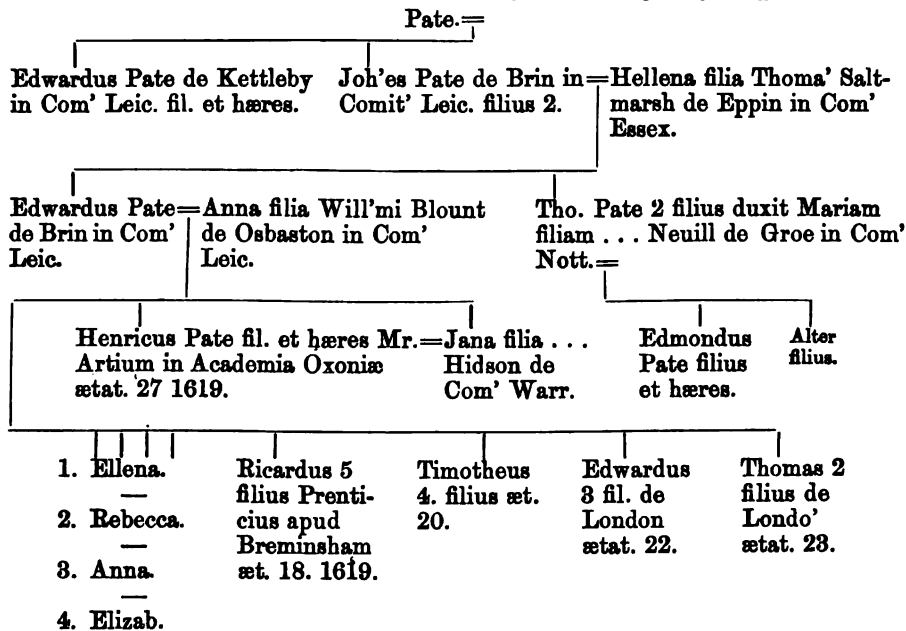 Pate.=
Edwardus Pate de Kettleby
in Com' Leic. fil. et hæres.
Joh'es Pate de Brin in=Hellena filia Thoma' Salt-
Comit' Leic. filius 2.
marsh de Eppin in Com'
Essex.
Edwardus Pate=Anna filia Will'mi Blount
de Brin in Com'
Leic.
de Osbaston in Com'
Leic.
Tho. Pate 2 filius duxit Mariam
filiam ... Neuill de Groe in Com'
Nott.=
Henricus Pate fil. et hæres Mr.=Jana filia ...
Artium in Academia Oxoniæ
ætat. 27 1619.
Hidson de
Com' Warr.
Edmondus
Pate filius
et hæres.
Alter
filius.
1. Ellena.
2. Rebecca.
3. Anna.
4. Elizab.
Ricardus 5
filius Prenti-
cius apud
Breminsham
æt. 18. 1619.
Timotheus
4. filius æt.
20.
Edwardus
3 fil. de
London
ætat. 22.
Thomas 2
filius de
Londo'
ætat. 23.